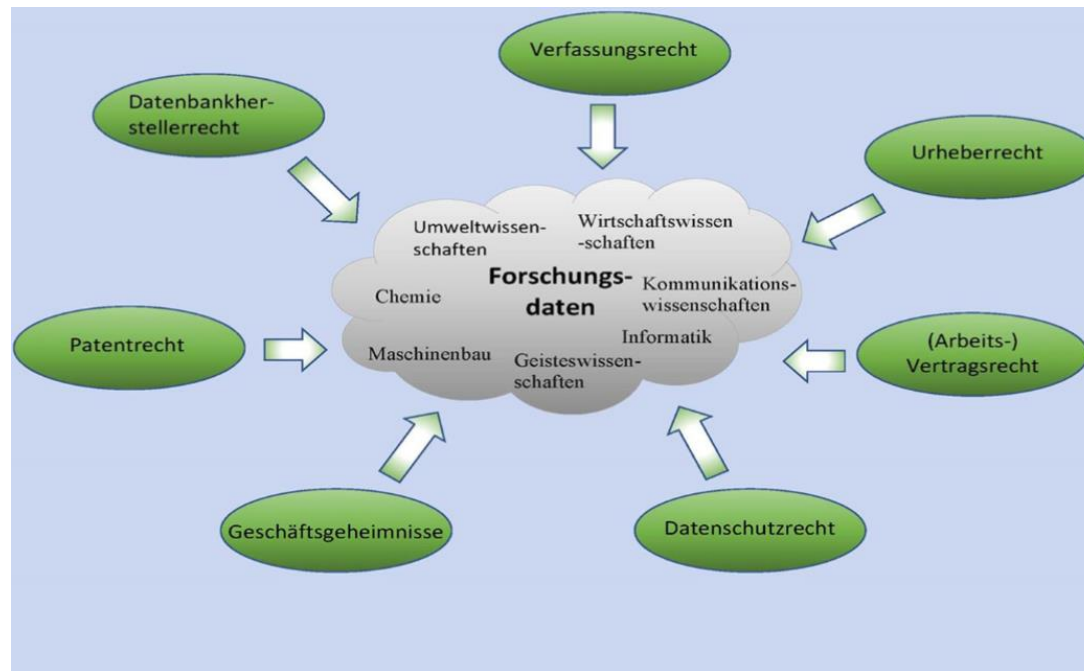 Verfassungsrecht
Datenbankher-
stellerrecht
Urheberrecht
Umweltwissen-
schaften
Wirtschaftswissen
-schaften
Forschungs-
daten
Chemie
Kommunikations-
wissenschaften
Informatik
Maschinenbau
Geisteswissen-
schaften
Patentrecht
(Arbeits-)
Vertragsrecht
Geschäftsgeheimnisse
Datenschutzrecht